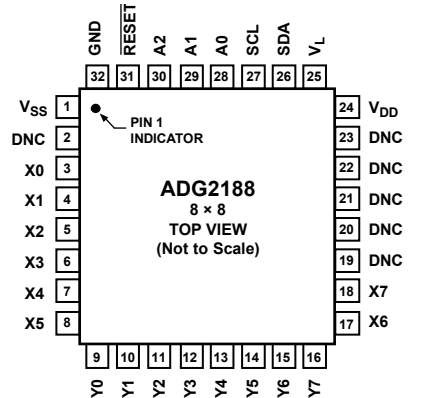 GND
RESET
A2
A1
A0
SCL
SDA
VL
32 31 30 29 28 27 26 25
VSS 1
DNC 2
X0 3
X1 4
X2 5
X3 6
X4 7
X5 8
PIN 1
INDICATOR
ADG2188
8 × 8
TOP VIEW
(Not to Scale)
24 VDD
23 DNC
22 DNC
21 DNC
20 DNC
19 DNC
18 X7
17 X6
9 10 11 12 13 14 15 16
Y0
Y1
Y2
Y3
Y4
Y5
Y6
Y7